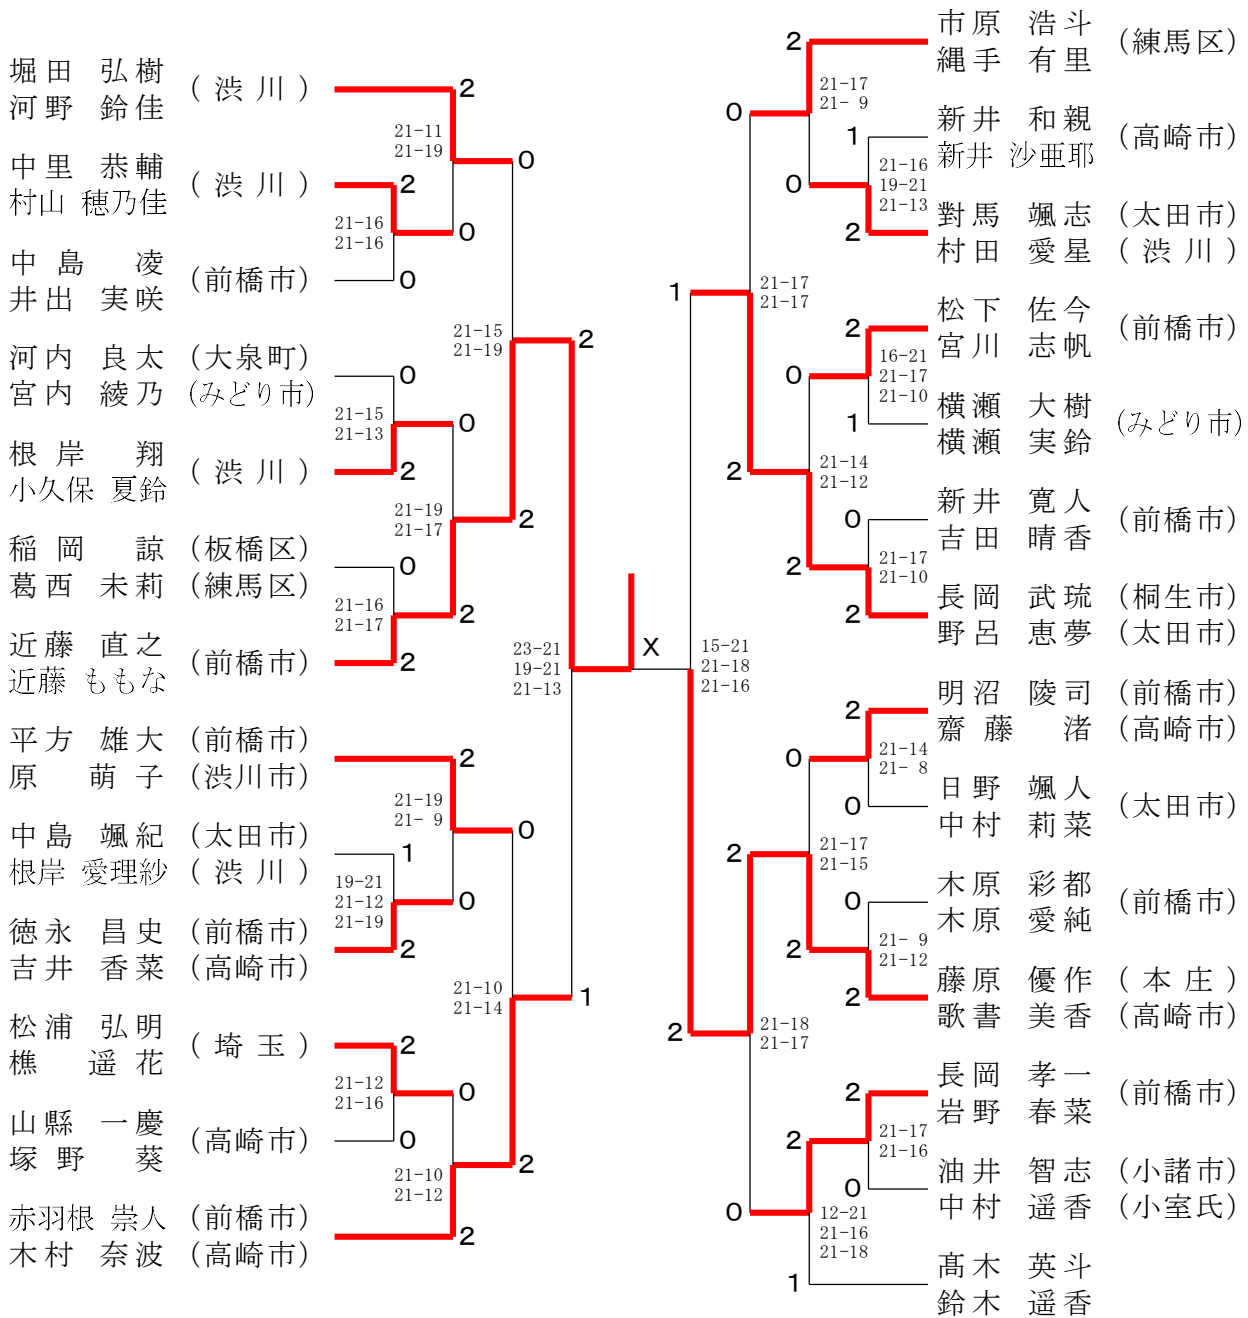 堀田 弘樹
河野 鈴佳
(渋川)
2
21-11
21-19
0
中里 恭輔
村山 穂乃佳
(渋川)
2
21-16
21-16
0
中島 凌
井出 実咲
(前橋市)
0
21-15
21-19
2
河内 良太 (大泉町)
宮内 綾乃 (みどり市)
0
21-15
21-13
0
根岸 翔
小久保 夏鈴
(渋川)
2
21-19
21-17
2
稲岡 諒 (板橋区)
葛西 未莉 (練馬区)
0
21-16
21-17
2
近藤 直之
近藤 ももな
(前橋市)
2
23-21
19-21
21-13
X
平方 雄大 (前橋市)
原 萌子 (渋川市)
2
21-19
21- 9
0
中島 颯紀 (太田市)
根岸 愛理紗 (渋川)
1
19-21
21-12
21-19
0
徳永 昌史 (前橋市)
吉井 香菜 (高崎市)
2
21-10
21-14
1
松浦 弘明
樵 遥花
(埼玉)
2
21-12
21-16
0
山縣 一慶
塚野 葵
(高崎市)
0
21-10
21-12
2
赤羽根 崇人 (前橋市)
木村 奈波 (高崎市)
2
市原 浩斗
縄手 有里
(練馬区)
2
21-17
21- 9
0
新井 和親
新井 沙亜耶
(高崎市)
1
21-16
19-21
21-13
0
對馬 颯志 (太田市)
村田 愛星 (渋川)
2
21-17
21-17
1
松下 佐今
宮川 志帆
(前橋市)
2
16-21
21-17
21-10
0
横瀬 大樹
横瀬 実鈴
(みどり市)
1
21-14
21-12
2
新井 寛人
吉田 晴香
(前橋市)
0
21-17
21-10
2
長岡 武琉 (桐生市)
野呂 恵夢 (太田市)
2
15-21
21-18
21-16
明沼 陵司 (前橋市)
齋藤 渚 (高崎市)
2
21-14
21- 8
0
日野 颯人
中村 莉菜
(太田市)
0
21-17
21-15
2
木原 彩都
木原 愛純
(前橋市)
0
21- 9
21-12
2
藤原 優作 (本庄)
歌書 美香 (高崎市)
2
21-18
21-17
2
長岡 孝一
岩野 春菜
(前橋市)
2
21-17
21-16
2
油井 智志 (小諸市)
中村 遥香 (小室氏)
0
12-21
21-16
21-18
0
髙木 英斗
鈴木 遥香
1